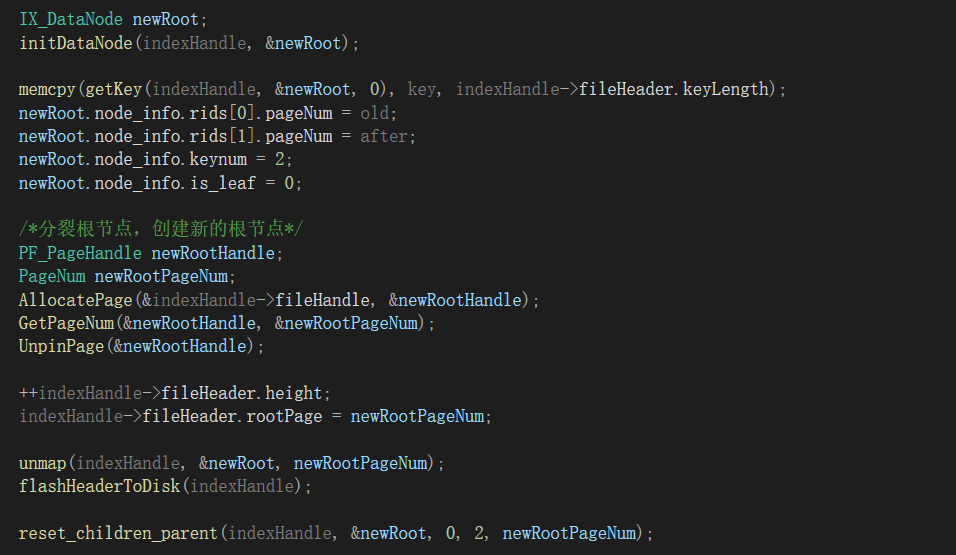 IX_DataNode newRoot;
initDataNode(indexHandle, &newRoot);
memcpy(getKey(indexHandle, &newRoot, 0), key, indexHandle->fileHeader.keyLength);
newRoot.node_info.rids[0].pageNum = old;
newRoot.node_info.rids[1].pageNum = after;
newRoot.node_info.keynum = 2;
newRoot.node_info.is_leaf = 0;
/*分裂根节点，创建新的根节点*/
PF_PageHandle newRootHandle;
PageNum newRootPageNum;
AllocatePage(&indexHandle->fileHandle, &newRootHandle);
GetPageNum(&newRootHandle, &newRootPageNum);
UnpinPage(&newRootHandle);
++indexHandle->fileHeader.height;
indexHandle->fileHeader.rootPage = newRootPageNum;
unmap(indexHandle, &newRoot, newRootPageNum);
flashHeaderToDisk(indexHandle);
reset_children_parent(indexHandle, &newRoot, 0, 2, newRootPageNum);